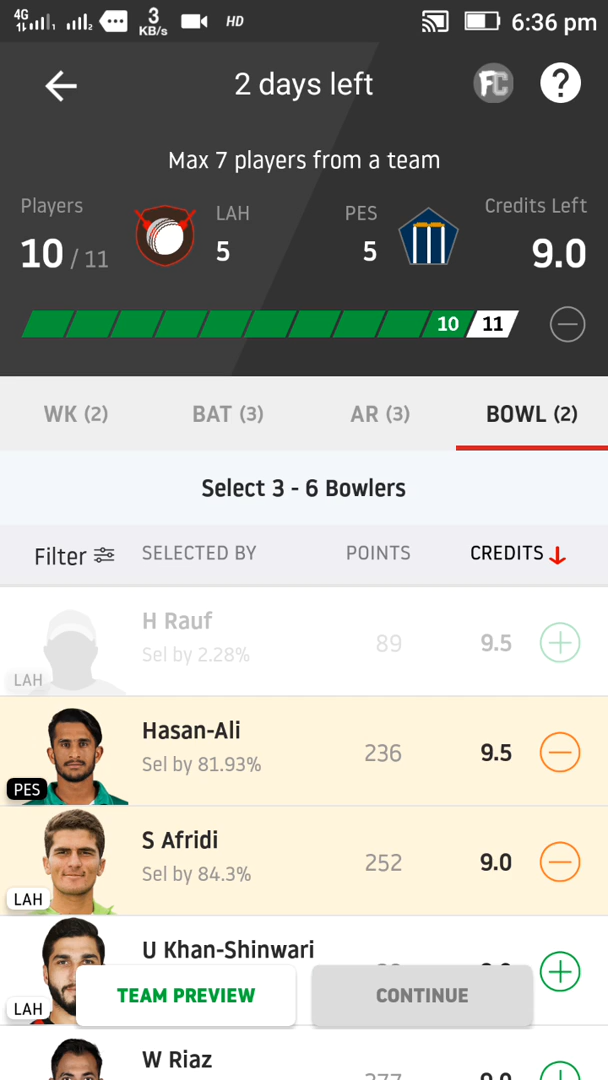 4G 3 KB/s HD 6:36 pm
2 days left FC ?
Max 7 players from a team
Players LAH PES Credits Left
10 / 11 5 5 9.0
10 11
WK (2) BAT (3) AR (3) BOWL (2)
Select 3 - 6 Bowlers
Filter SELECTED BY POINTS CREDITS
H Rauf
Sel by 2.28% 89 9.5
LAH
Hasan-Ali
Sel by 81.93% 236 9.5
PES
S Afridi
Sel by 84.3% 252 9.0
LAH
U Khan-Shinwari
LAH
TEAM PREVIEW CONTINUE
W Riaz